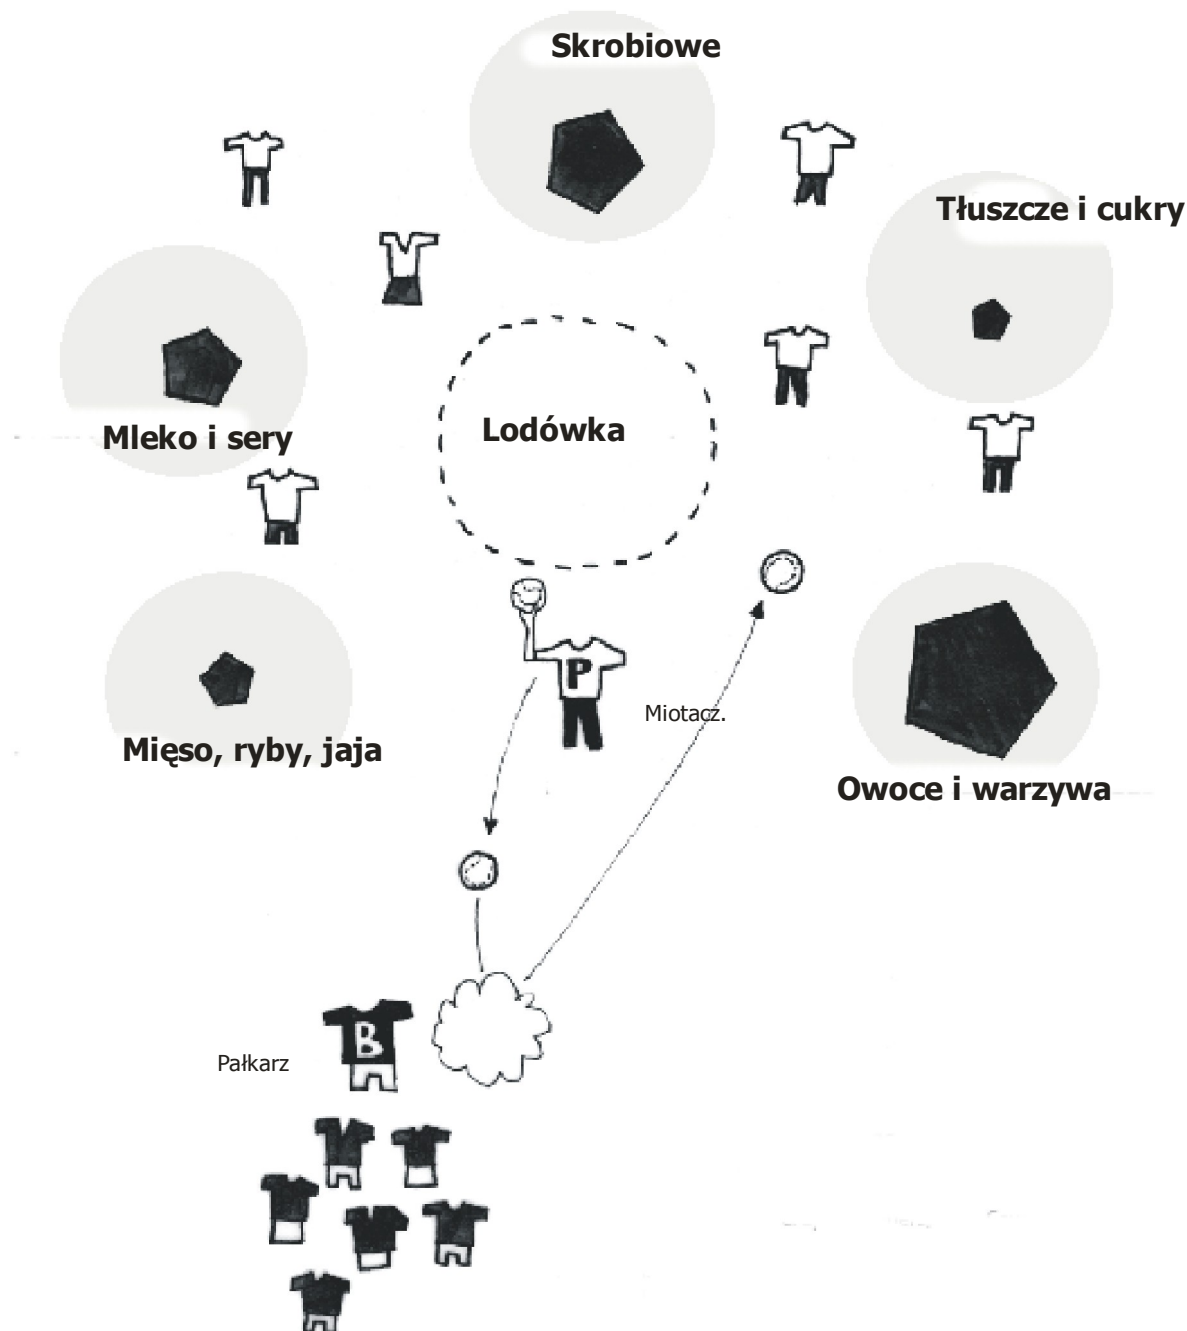 Skrobiowe
Tłuszcze i cukry
Lodówka
Mleko i sery
P
Miotacz.
Mięso, ryby, jaja
Owoce i warzywa
B
Pałkarz